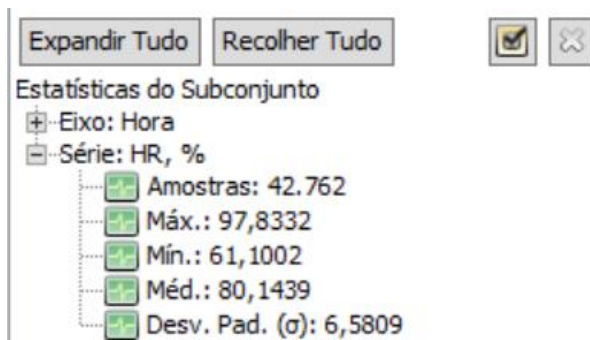 Expandir Tudo Recolher Tudo
Estatísticas do Subconjunto
Eixo: Hora
Série: HR, %
Amostras: 42.762
Máx.: 97,8332
Mín.: 61,1002
Méd.: 80,1439
Desv. Pad. (σ): 6,5809